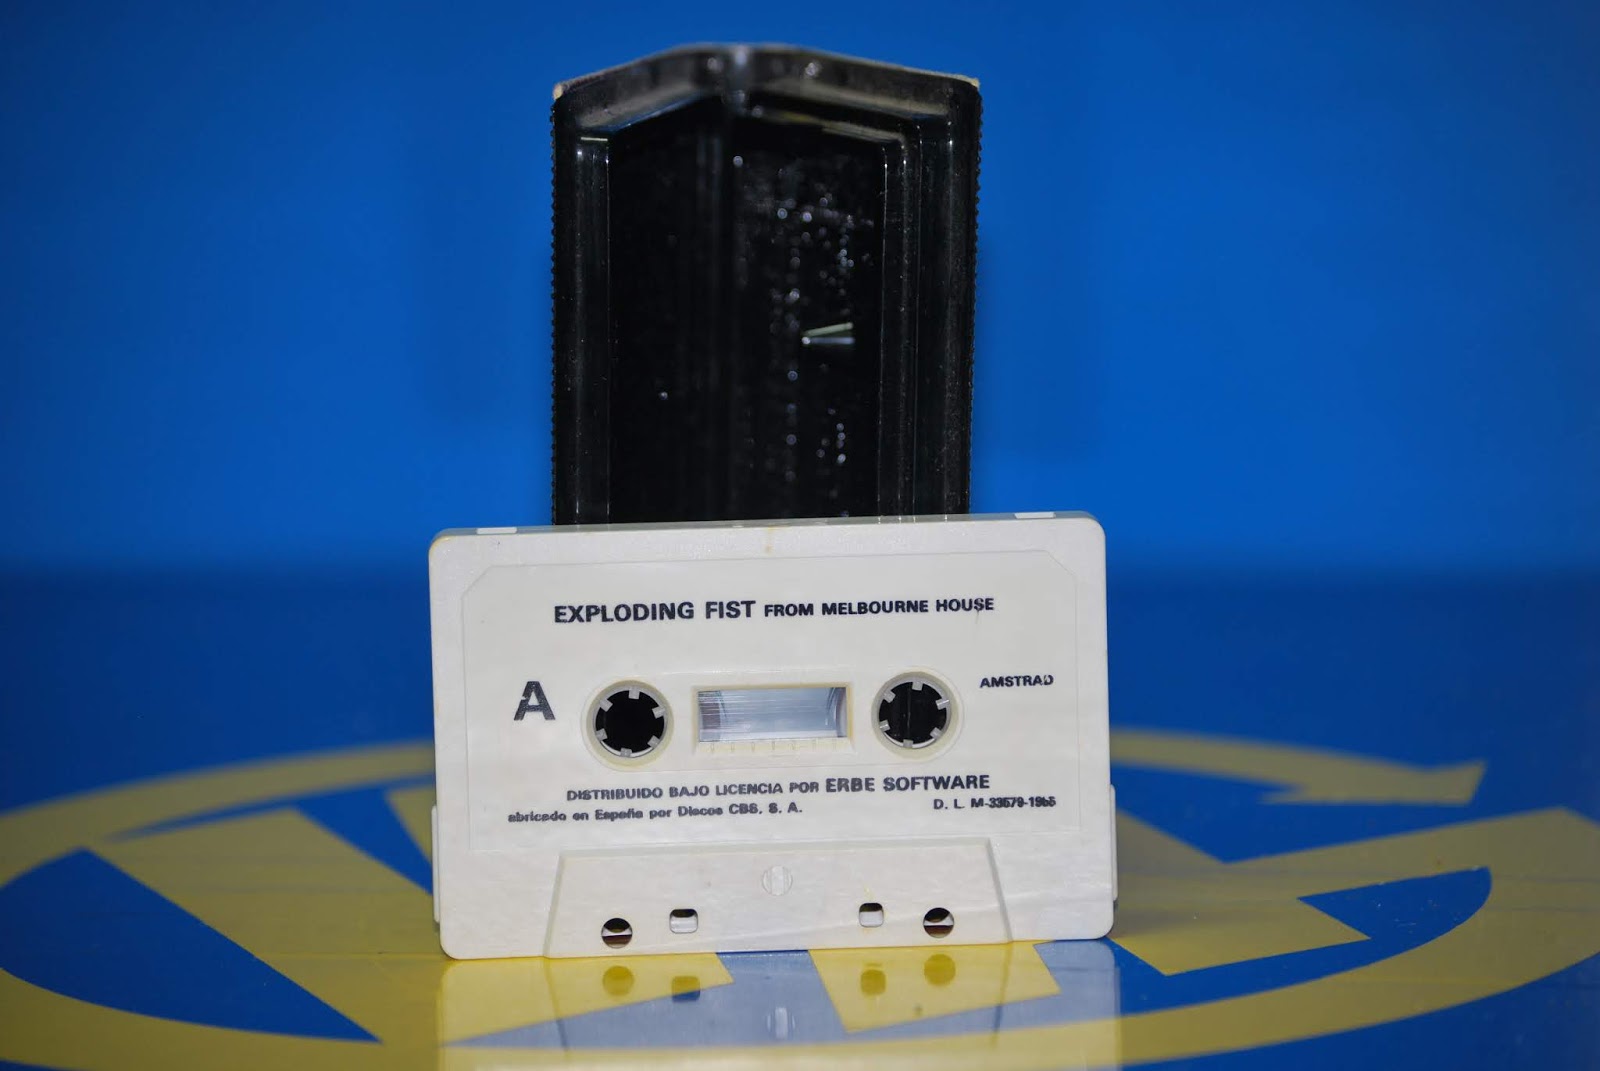 EXPLODING FIST FROM MELBOURNE HOUSE
A
AMSTRAD
DISTRIBUIDO BAJO LICENCIA POR ERBE SOFTWARE
abricado en España por Discos CBS, S. A.
D. L. M-33679-1985